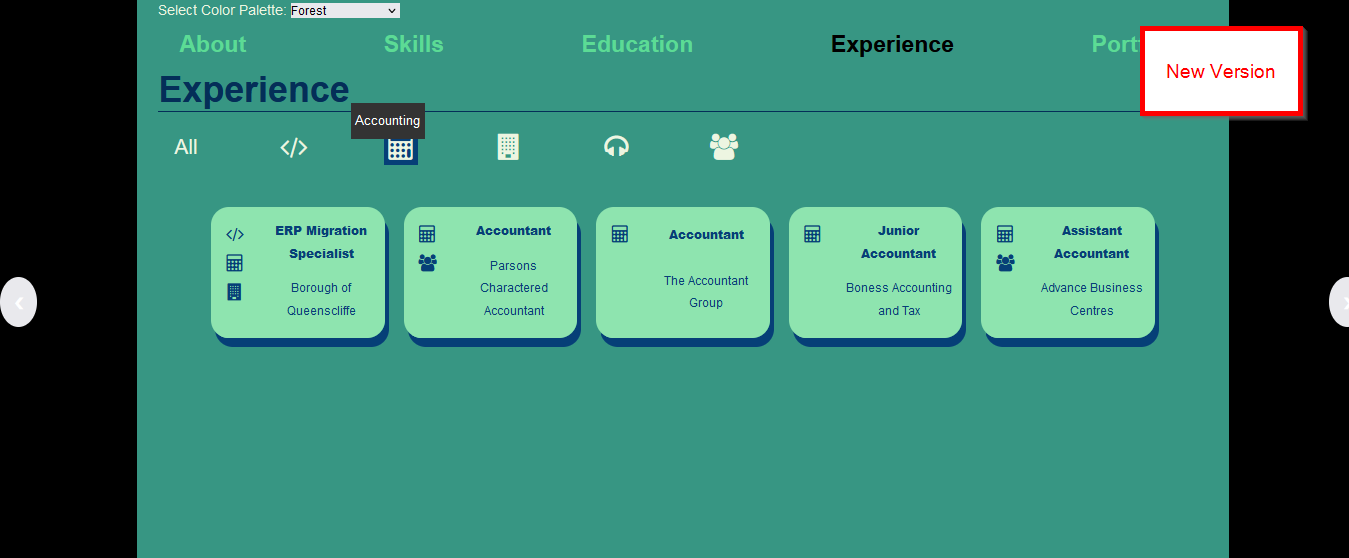 Select Color Palette: Forest
About Skills Education Experience Port
New Version
Experience
Accounting
All
ERP Migration
Specialist
Borough of
Queenscliffe
Accountant
Parsons
Charactered
Accountant
Accountant
The Accountant
Group
Junior
Accountant
Boness Accounting
and Tax
Assistant
Accountant
Advance Business
Centres